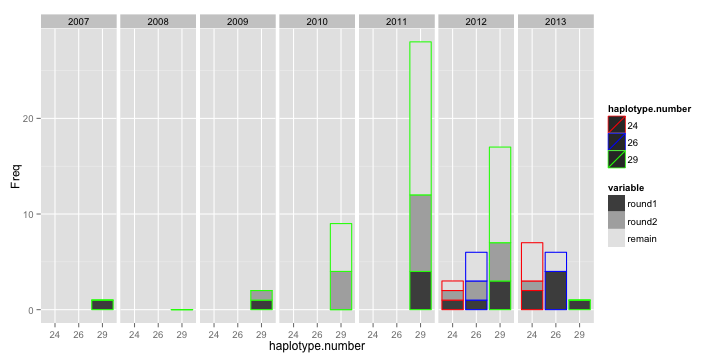 2007 2008 2009 2010 2011 2012 2013
haplotype.number
24
26
29
variable
round1
round2
remain
Freq
20
10
0
24 26 29 24 26 29 24 26 29 24 26 29 24 26 29 24 26 29 24 26 29
haplotype.number